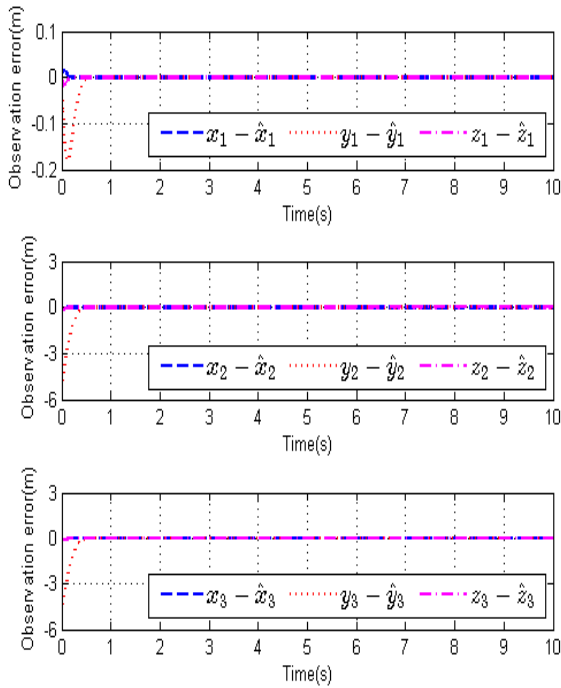 Observation error(m)
0.1
0
-0.1
-0.2
x₁ − x̂₁ y₁ − ŷ₁ z₁ − ẑ₁
0 1 2 3 4 5 6 7 8 9 10
Time(s)
Observation error(m)
3
0
-3
-6
x₂ − x̂₂ y₂ − ŷ₂ z₂ − ẑ₂
0 1 2 3 4 5 6 7 8 9 10
Time(s)
Observation error(m)
3
0
-3
-6
x₃ − x̂₃ y₃ − ŷ₃ z₃ − ẑ₃
0 1 2 3 4 5 6 7 8 9 10
Time(s)